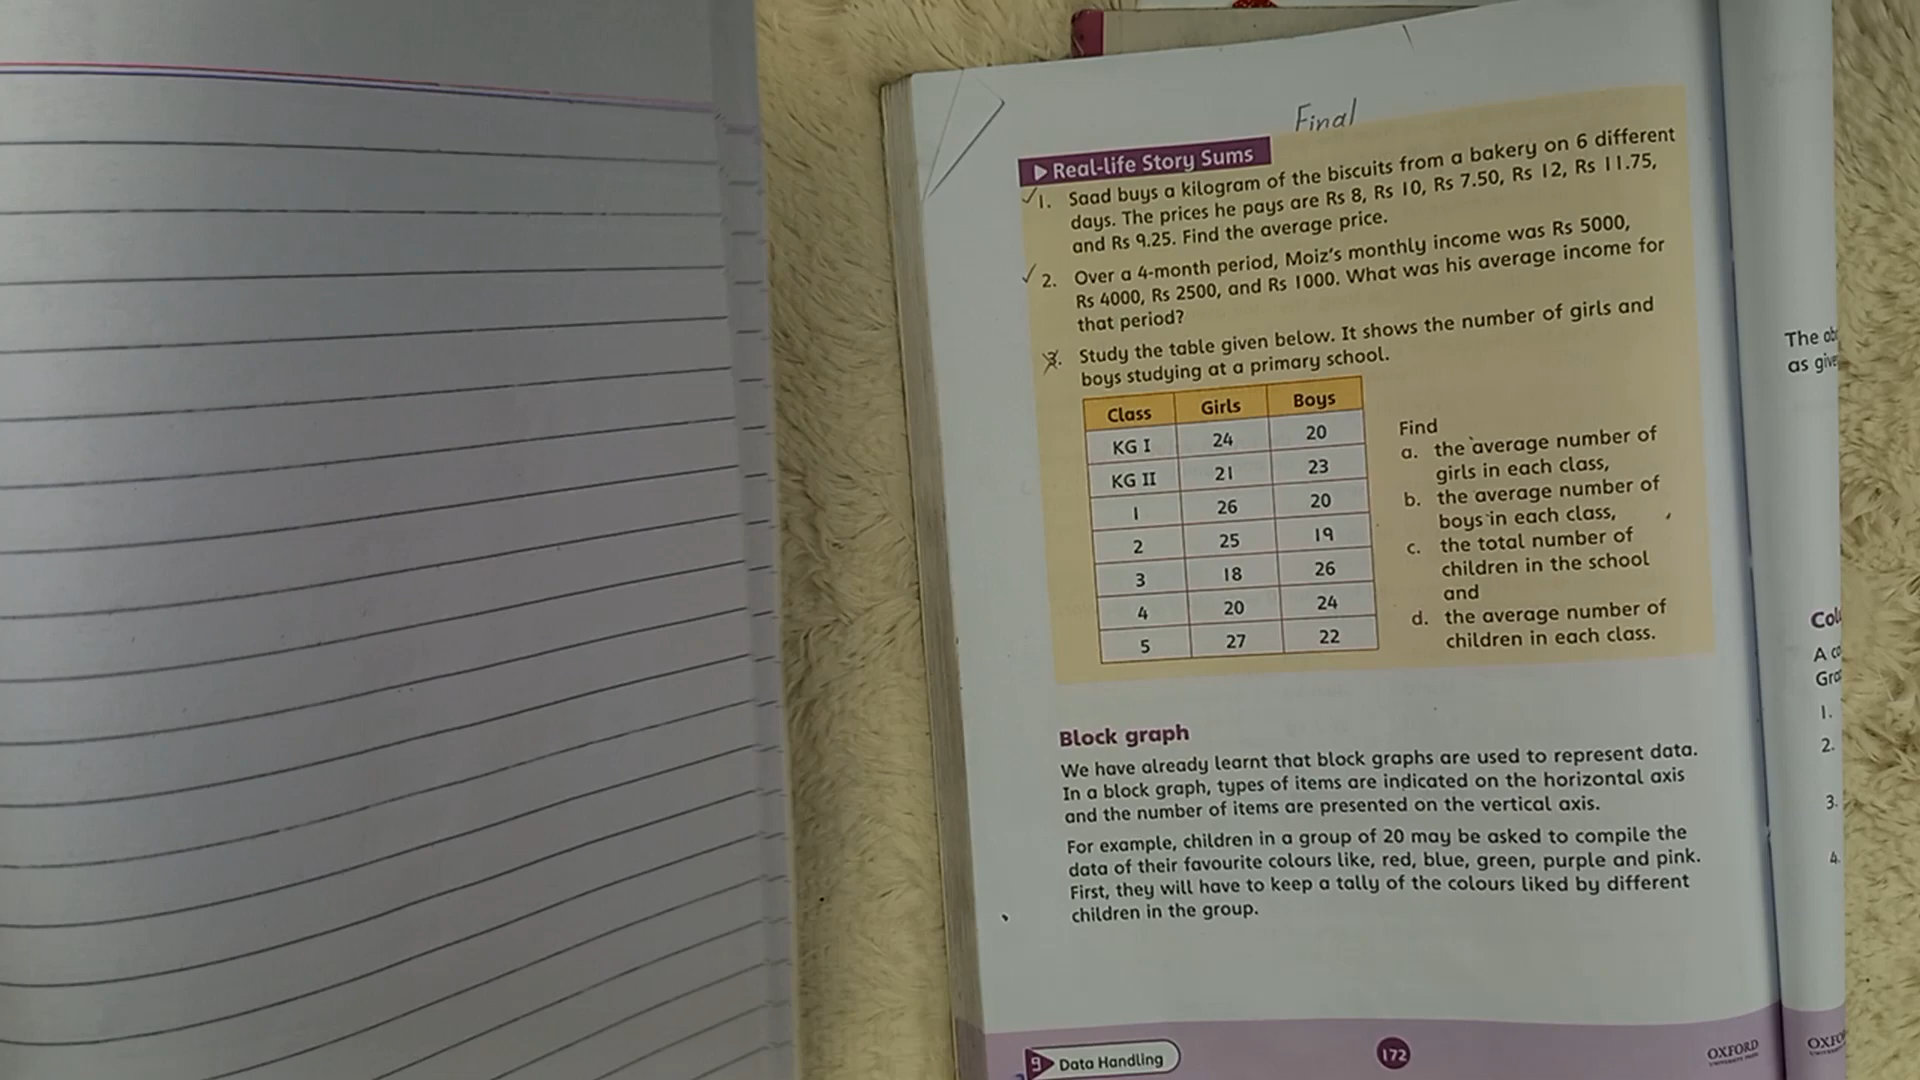 Final
Real-life Story Sums
1. Saad buys a kilogram of the biscuits from a bakery on 6 different
days. The prices he pays are Rs 8, Rs 10, Rs 7.50, Rs 12, Rs 11.75,
and Rs 9.25. Find the average price.
2. Over a 4-month period, Moiz's monthly income was Rs 5000,
Rs 4000, Rs 2500, and Rs 1000. What was his average income for
that period?
3. Study the table given below. It shows the number of girls and
boys studying at a primary school.
Class Girls Boys
KG I 24 20
KG II 21 23
1 26 20
2 25 19
3 18 26
4 20 24
5 27 22
Find
a. the average number of
girls in each class,
b. the average number of
boys in each class,
c. the total number of
children in the school
and
d. the average number of
children in each class.
Block graph
We have already learnt that block graphs are used to represent data.
In a block graph, types of items are indicated on the horizontal axis
and the number of items are presented on the vertical axis.
For example, children in a group of 20 may be asked to compile the
data of their favourite colours like, red, blue, green, purple and pink.
First, they will have to keep a tally of the colours liked by different
children in the group.
9 Data Handling
172
OXFORD
The
as
A
1.
2.
3.
4.